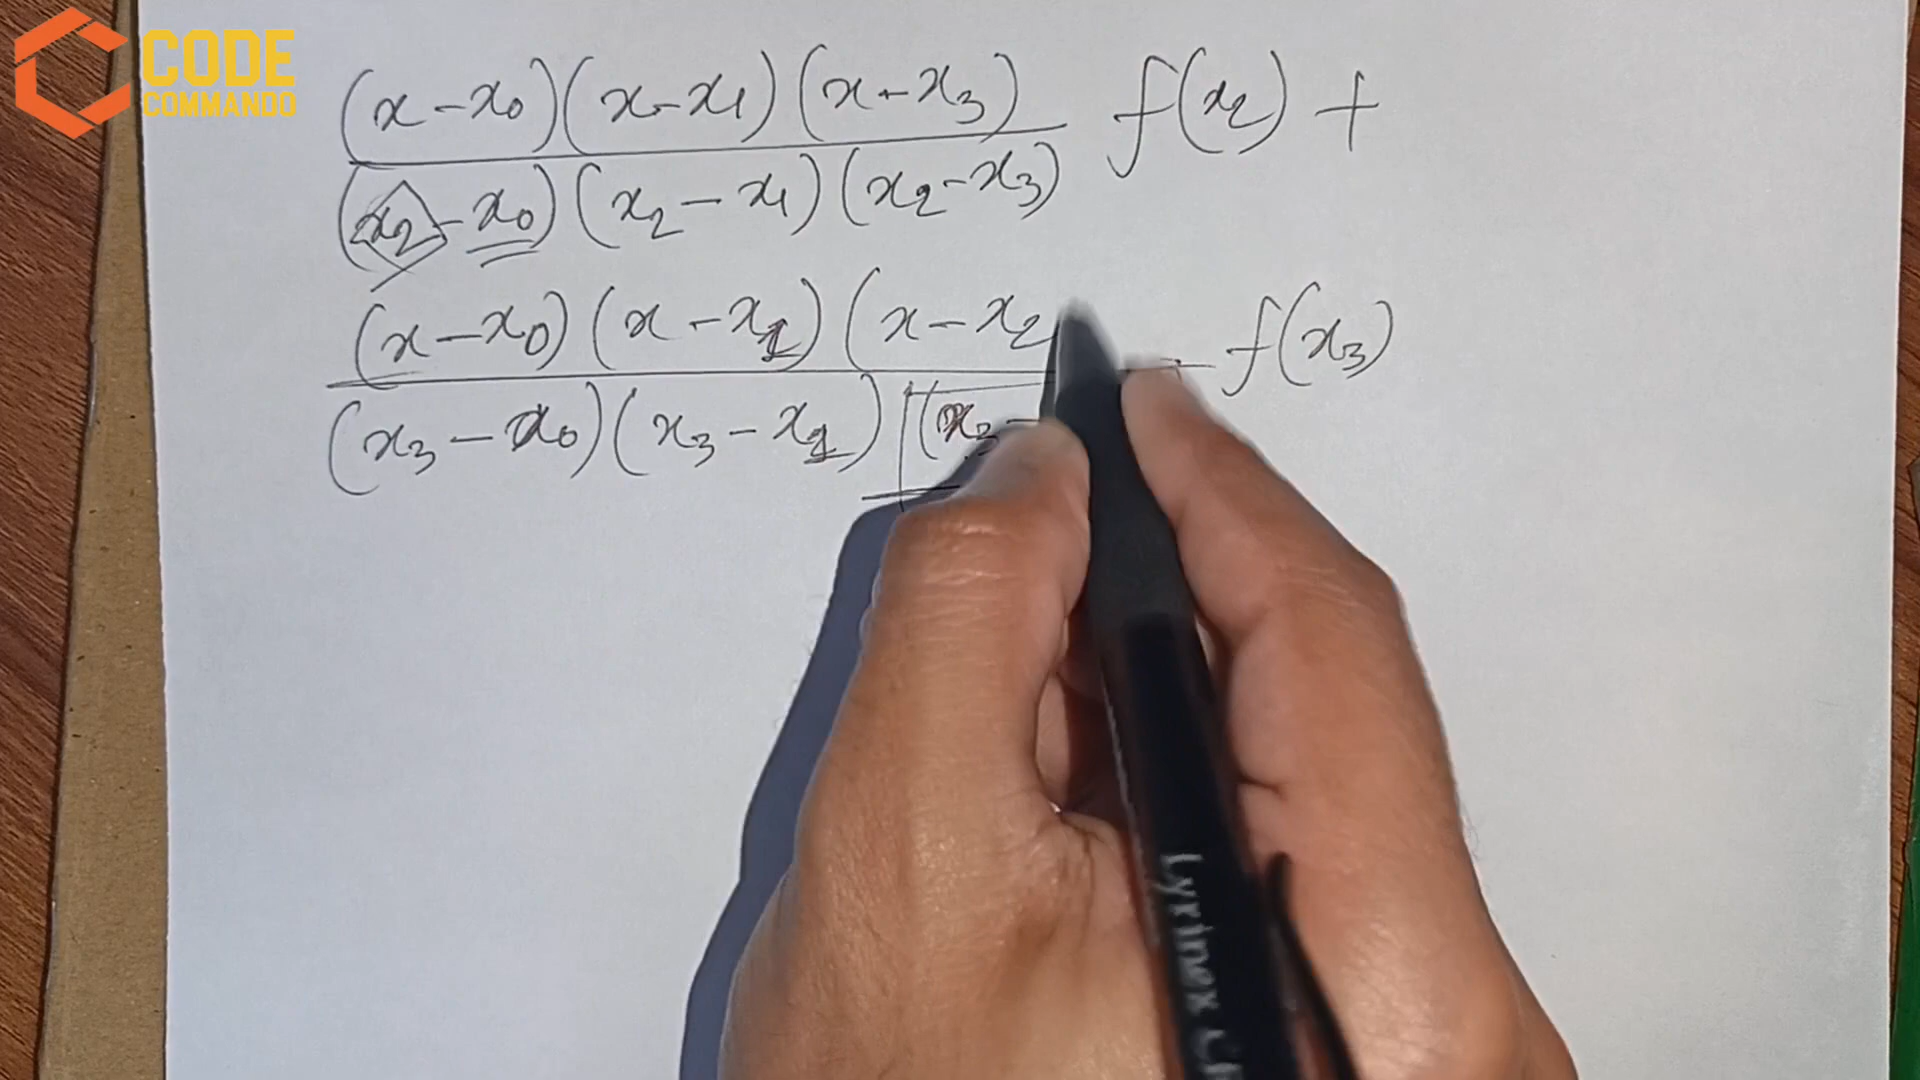 CODE
COMMANDO
(x-x₀)(x-x₁)(x-x₃) f(x₂) +
(x₂-x₀)(x₂-x₁)(x₂-x₃)
(x-x₀)(x-x₁)(x-x₂ f(x₃)
(x₃-x₀)(x₃-x₁)(x₃-
Lyrinex